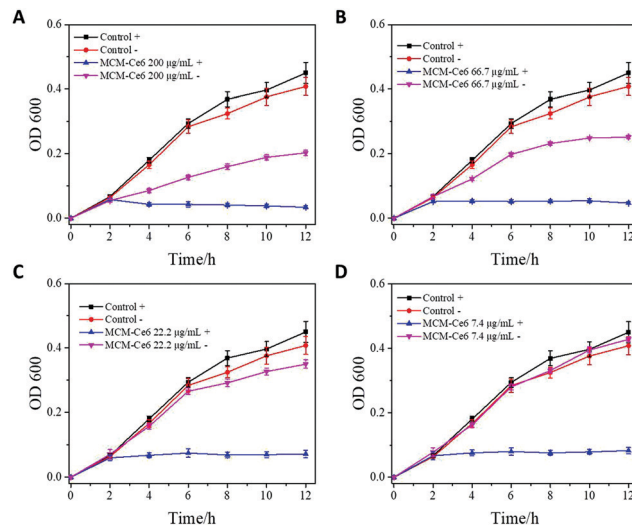 A
Control +
Control -
MCM-Ce6 200 μg/mL +
MCM-Ce6 200 μg/mL -
OD 600
0.6
0.4
0.2
0.0
0 2 4 6 8 10 12
Time/h
B
Control +
Control -
MCM-Ce6 66.7 μg/mL +
MCM-Ce6 66.7 μg/mL -
OD 600
0.6
0.4
0.2
0.0
0 2 4 6 8 10 12
Time/h
C
Control +
Control -
MCM-Ce6 22.2 μg/mL +
MCM-Ce6 22.2 μg/mL -
OD 600
0.6
0.4
0.2
0.0
0 2 4 6 8 10 12
Time/h
D
Control +
Control -
MCM-Ce6 7.4 μg/mL +
MCM-Ce6 7.4 μg/mL -
OD 600
0.6
0.4
0.2
0.0
0 2 4 6 8 10 12
Time/h